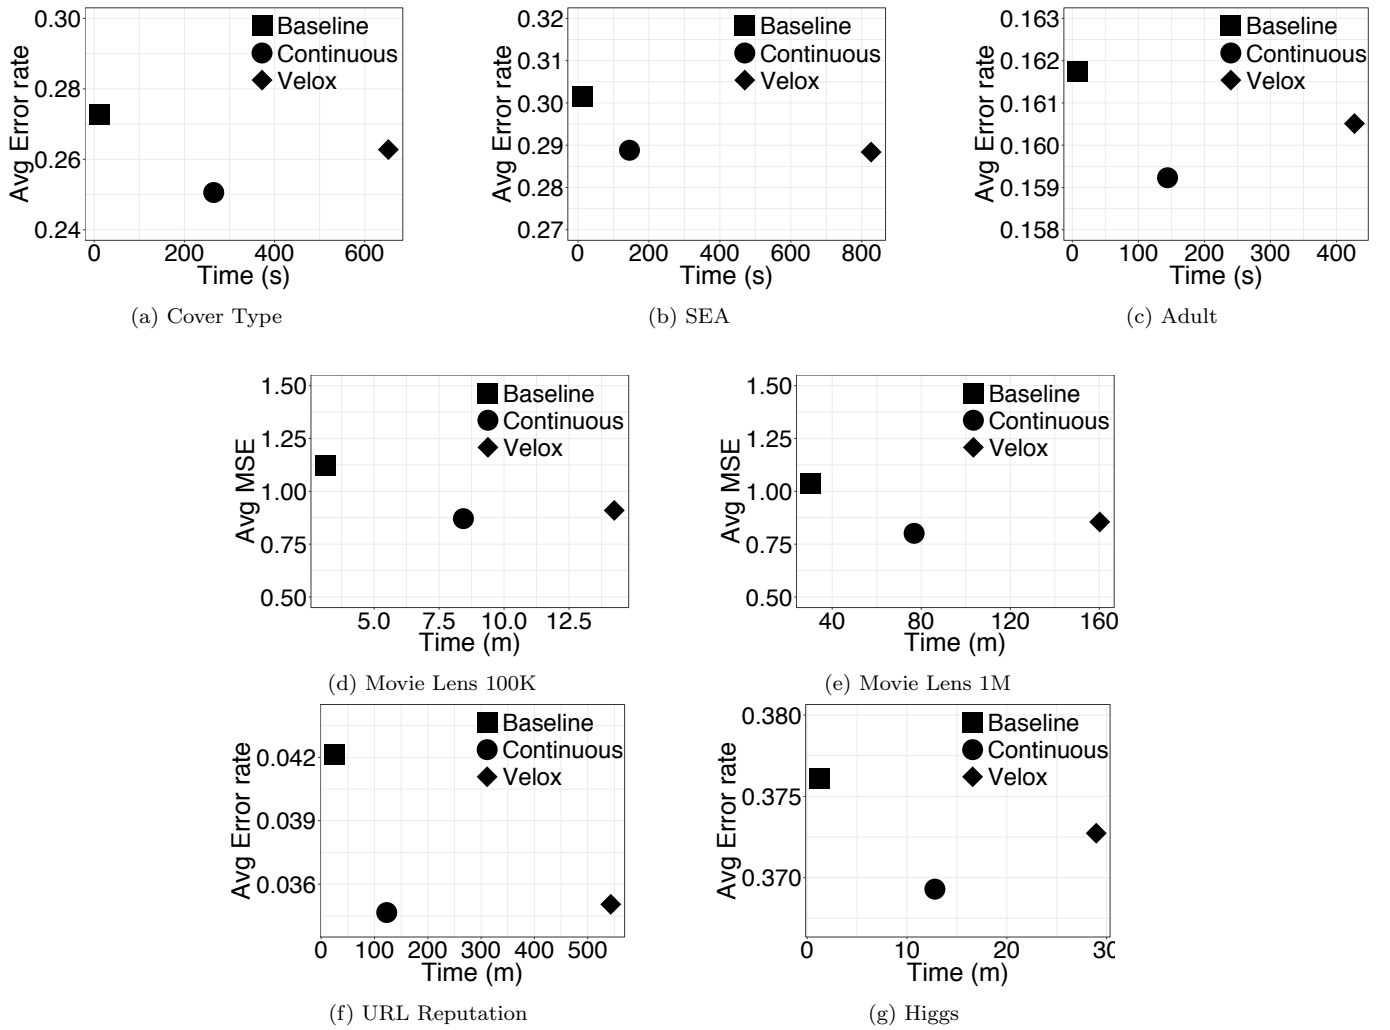 0.30
0.28
0.26
0.24
Avg Error rate
Baseline
Continuous
Velox
0 200 400 600
Time (s)
(a) Cover Type
0.32
0.31
0.30
0.29
0.28
0.27
Avg Error rate
Baseline
Continuous
Velox
0 200 400 600 800
Time (s)
(b) SEA
0.163
0.162
0.161
0.160
0.159
0.158
Avg Error rate
Baseline
Continuous
Velox
0 100 200 300 400
Time (s)
(c) Adult
1.50
1.25
1.00
0.75
0.50
Avg MSE
Baseline
Continuous
Velox
5.0 7.5 10.0 12.5
Time (m)
(d) Movie Lens 100K
1.50
1.25
1.00
0.75
0.50
Avg MSE
Baseline
Continuous
Velox
40 80 120 160
Time (m)
(e) Movie Lens 1M
0.042
0.039
0.036
Avg Error rate
Baseline
Continuous
Velox
0 100 200 300 400 500
Time (m)
(f) URL Reputation
0.380
0.375
0.370
Avg Error rate
Baseline
Continuous
Velox
0 10 20 30
Time (m)
(g) Higgs